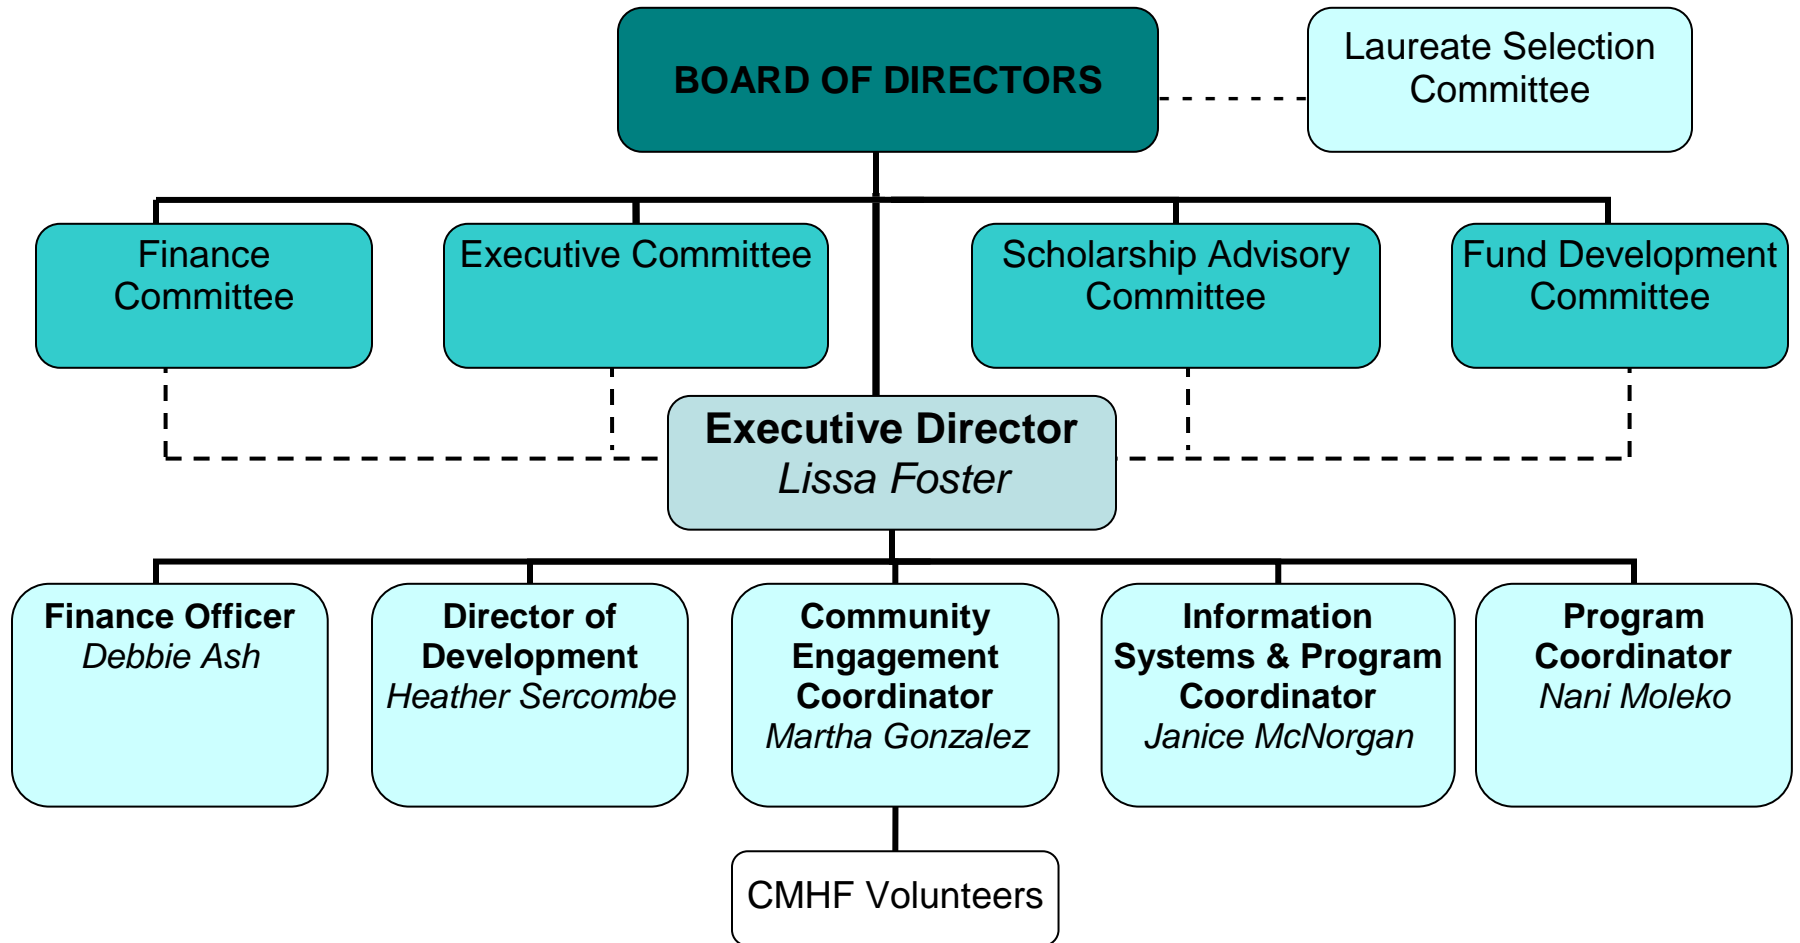 BOARD OF DIRECTORS
Laureate Selection
Committee
Finance
Committee
Executive Committee
Scholarship Advisory
Committee
Fund Development
Committee
Executive Director
Lissa Foster
Finance Officer
Debbie Ash
Director of
Development
Heather Sercombe
Community
Engagement
Coordinator
Martha Gonzalez
Information
Systems & Program
Coordinator
Janice McNorgan
Program
Coordinator
Nani Moleko
CMHF Volunteers